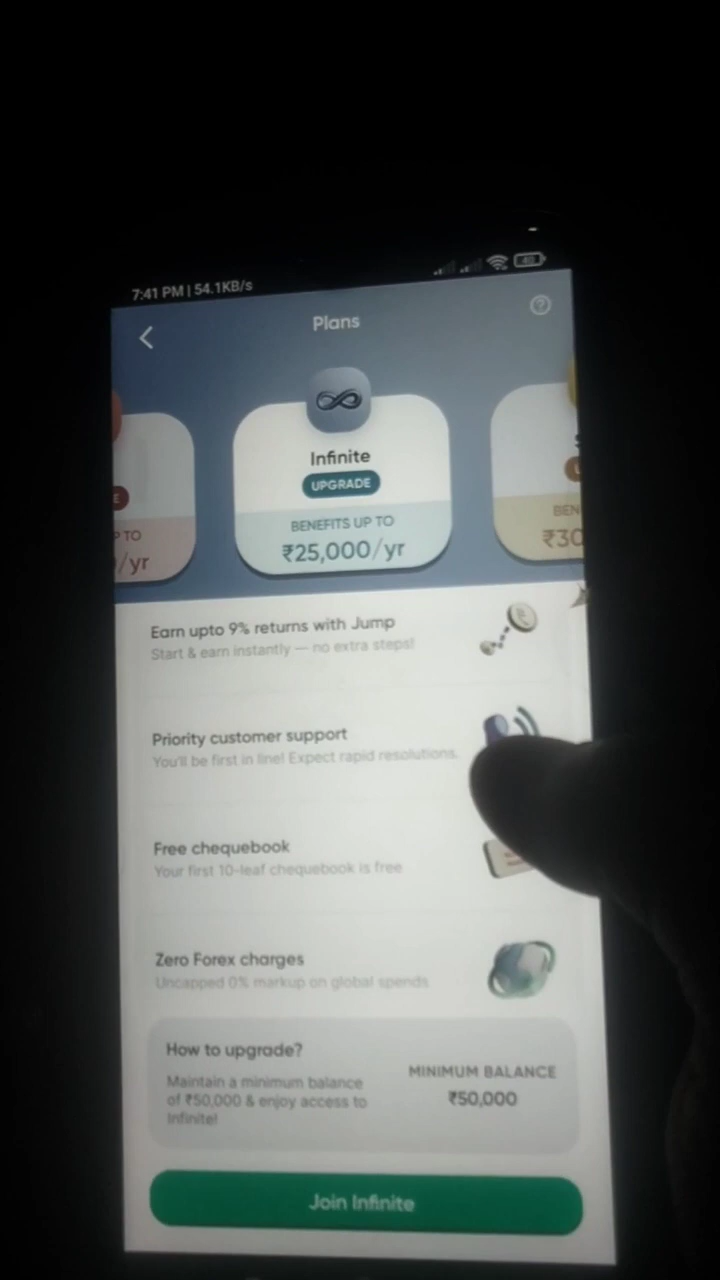 7:41 PM | 54.1KB/s
40
Plans
Infinite
UPGRADE
BENEFITS UP TO
₹25,000/yr
E
P TO
/yr
BEN
₹30
Earn upto 9% returns with Jump
Start & earn instantly — no extra steps!
Priority customer support
You'll be first in line! Expect rapid resolutions.
Free chequebook
Your first 10-leaf chequebook is free
Zero Forex charges
Uncapped 0% markup on global spends
How to upgrade?
Maintain a minimum balance
of ₹50,000 & enjoy access to
Infinite!
MINIMUM BALANCE
₹50,000
Join Infinite